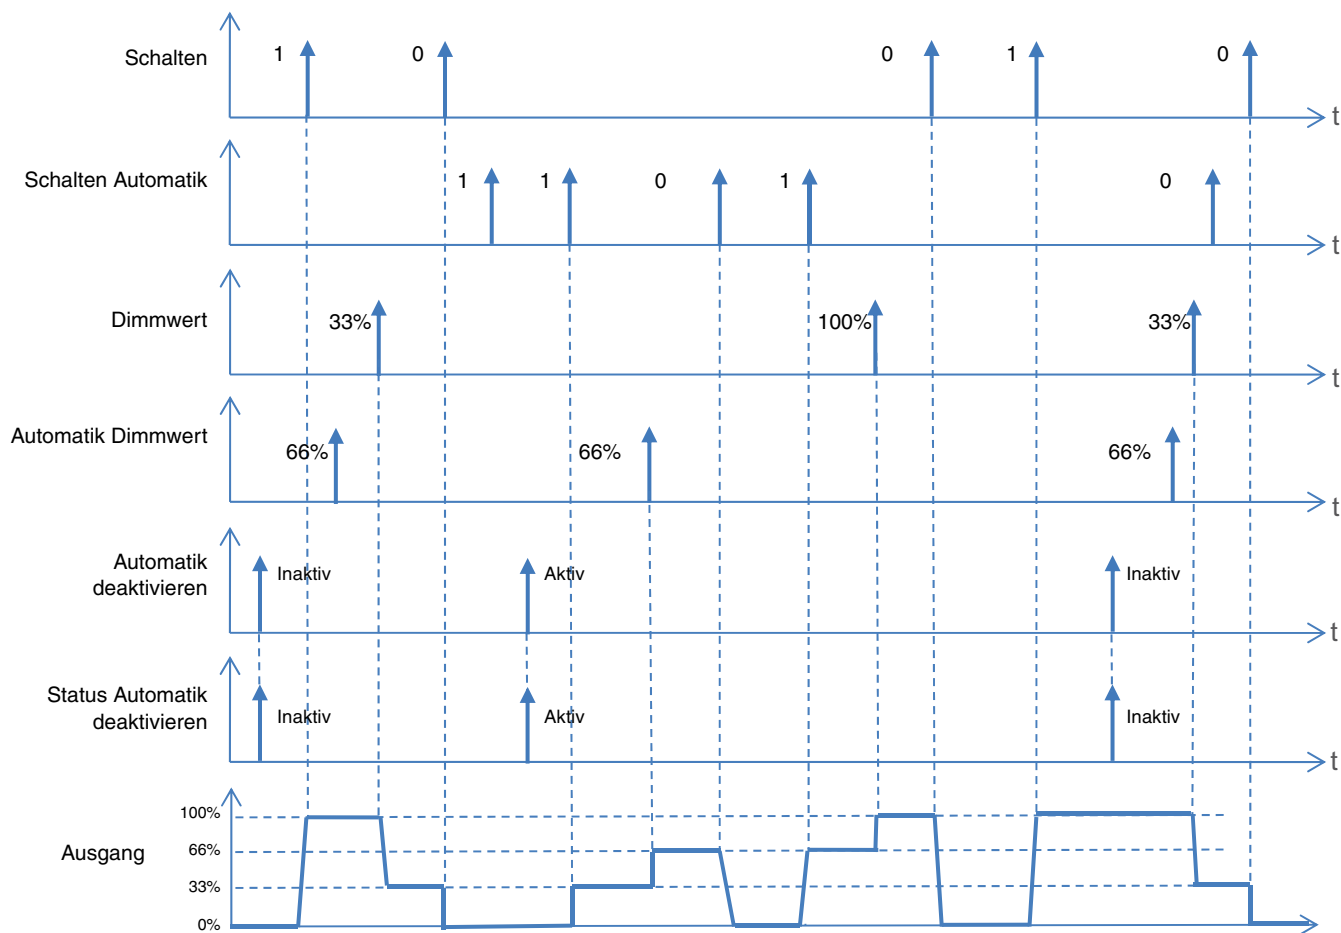 Schalten
1
0
0
1
0
t
Schalten Automatik
1
1
0
1
0
t
Dimmwert
33%
100%
33%
t
Automatik Dimmwert
66%
66%
66%
t
Automatik
deaktivieren
Inaktiv
Aktiv
Inaktiv
t
Status Automatik
deaktivieren
Inaktiv
Aktiv
Inaktiv
t
Ausgang
100%
66%
33%
0%